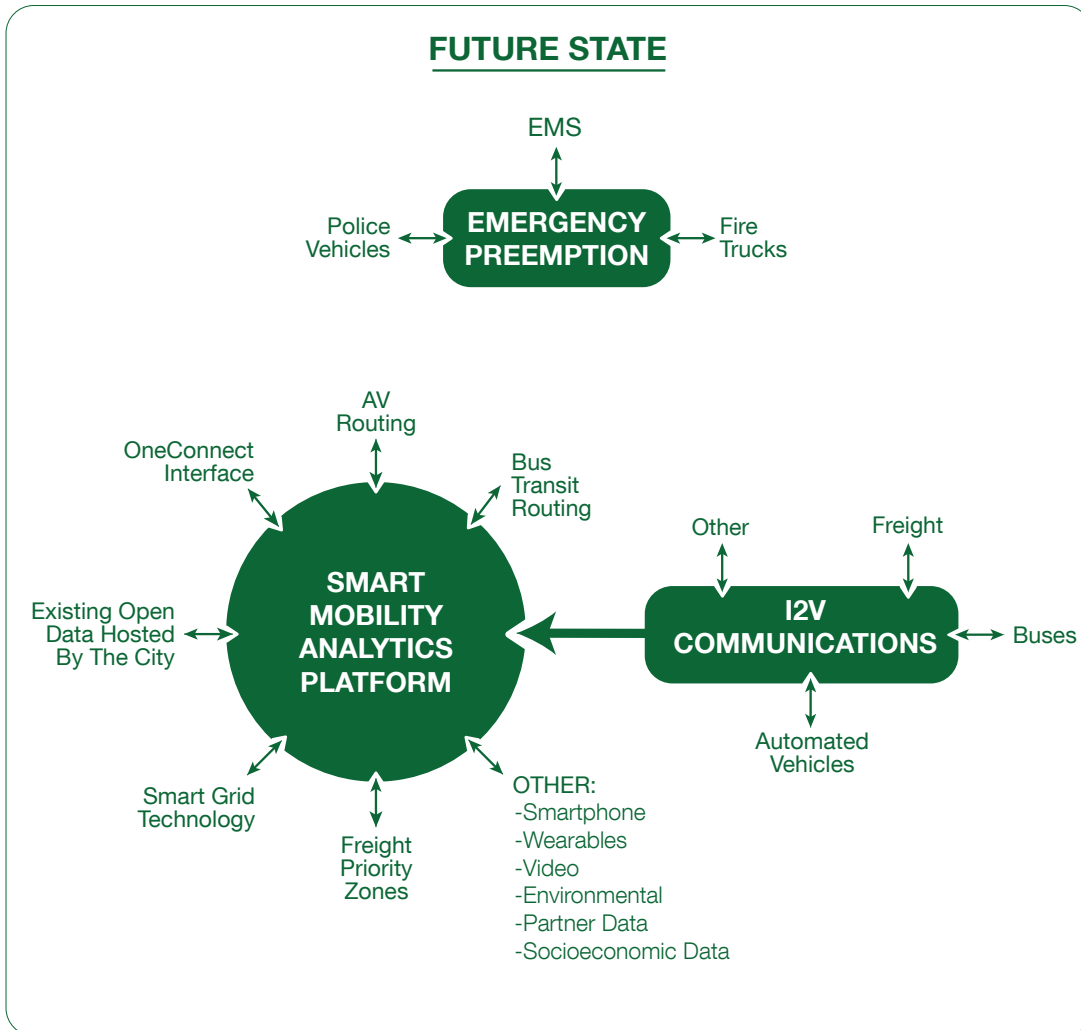 FUTURE STATE
EMS
EMERGENCY
PREEMPTION
Police
Vehicles
Fire
Trucks
AV
Routing
OneConnect
Interface
Bus
Transit
Routing
Existing Open
Data Hosted
By The City
SMART
MOBILITY
ANALYTICS
PLATFORM
Smart Grid
Technology
Freight
Priority
Zones
OTHER:
-Smartphone
-Wearables
-Video
-Environmental
-Partner Data
-Socioeconomic Data
Other
Freight
I2V
COMMUNICATIONS
Buses
Automated
Vehicles